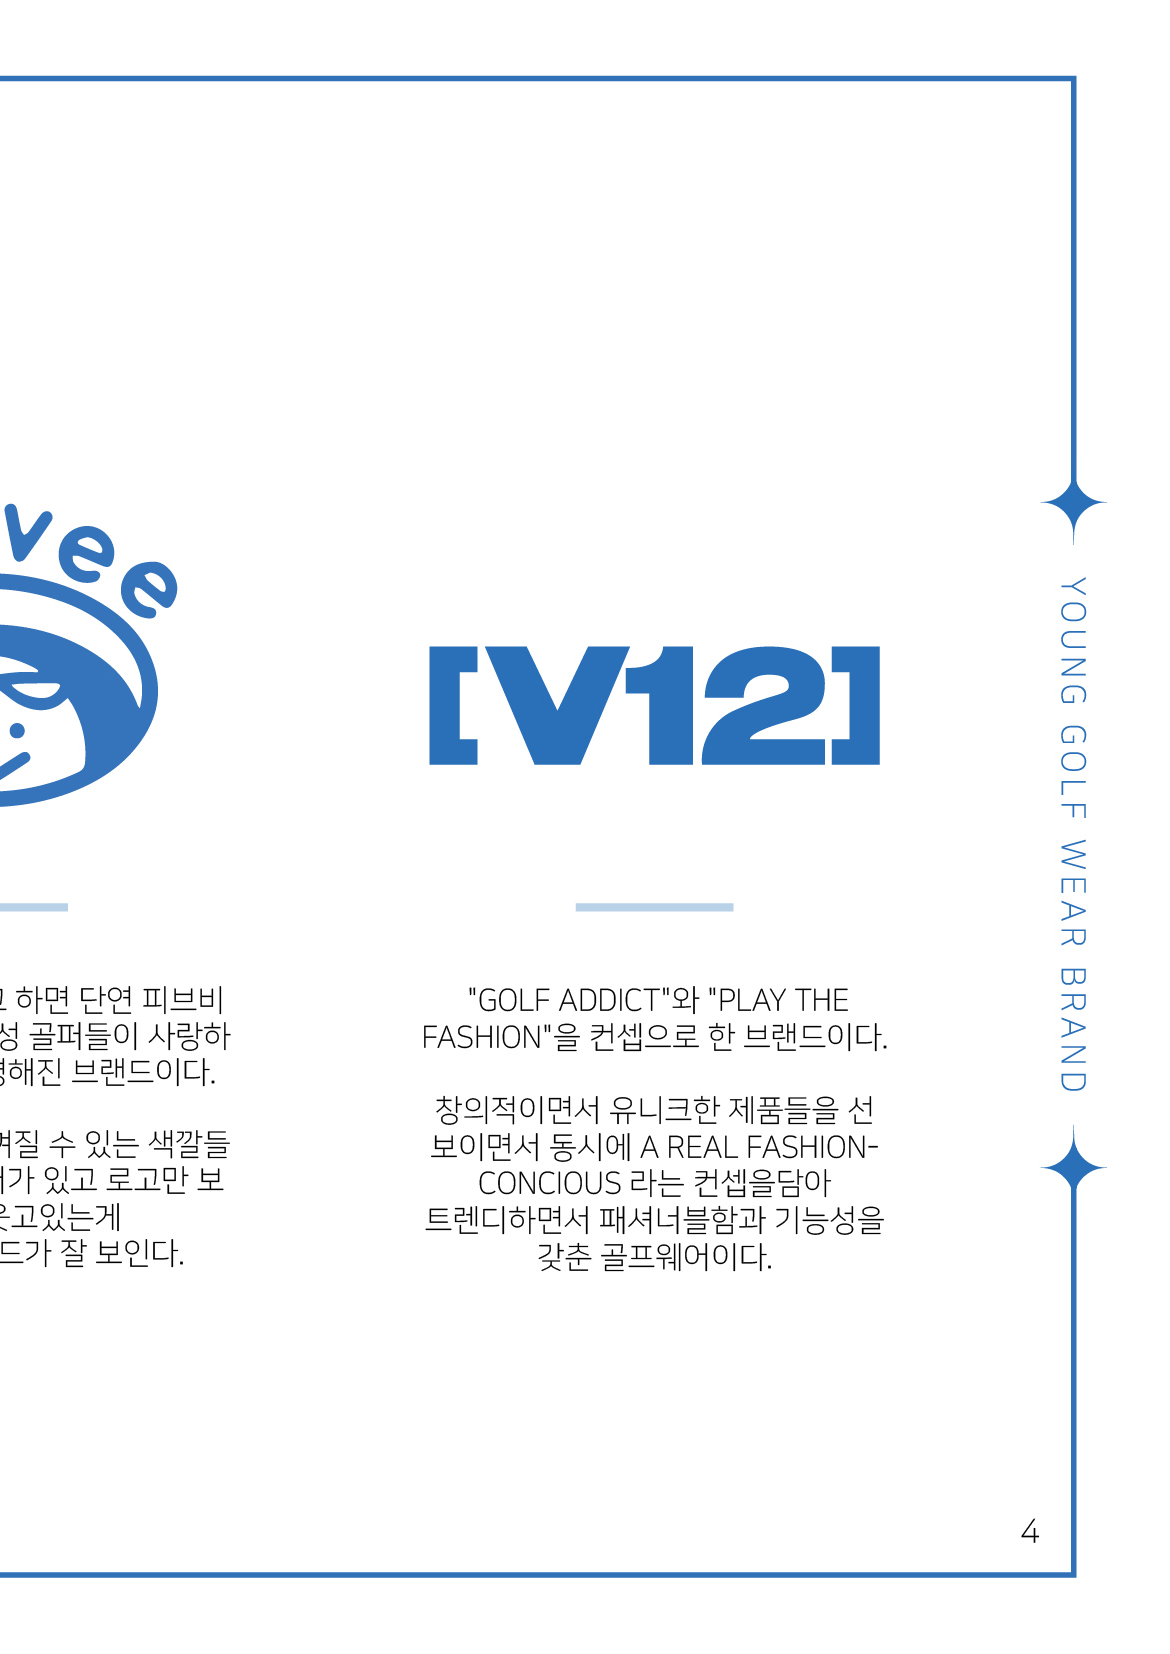 vee
고 하면 단연 피브비
성 골퍼들이 사랑하
명해진 브랜드이다.
껴질 수 있는 색깔들
가 있고 로고만 보
웃고있는게
드가 잘 보인다.
[V12]
"GOLF ADDICT"와 "PLAY THE
FASHION"을 컨셉으로 한 브랜드이다.
창의적이면서 유니크한 제품들을 선
보이면서 동시에 A REAL FASHION-
CONCIOUS 라는 컨셉을담아
트렌디하면서 패셔너블함과 기능성을
갖춘 골프웨어이다.
YOUNG GOLF WEAR BRAND
4